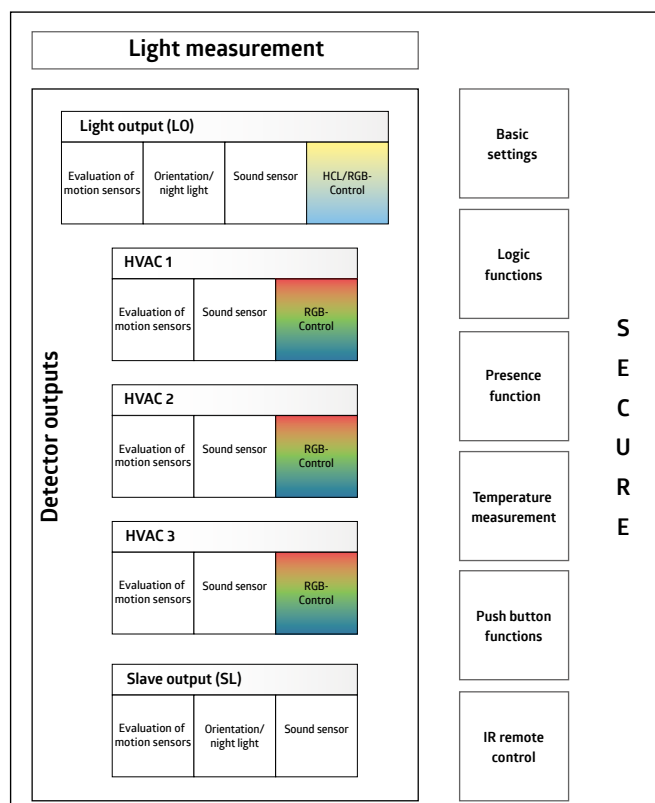 Light measurement
Detector outputs
Light output (LO)
Evaluation of
motion sensors
Orientation/
night light
Sound sensor
HCL/RGB-
Control
HVAC 1
Evaluation of
motion sensors
Sound sensor
RGB-
Control
HVAC 2
Evaluation of
motion sensors
Sound sensor
RGB-
Control
HVAC 3
Evaluation of
motion sensors
Sound sensor
RGB-
Control
Slave output (SL)
Evaluation of
motion sensors
Orientation/
night light
Sound sensor
Basic
settings
Logic
functions
Presence
function
Temperature
measurement
Push button
functions
IR remote
control
S
E
C
U
R
E